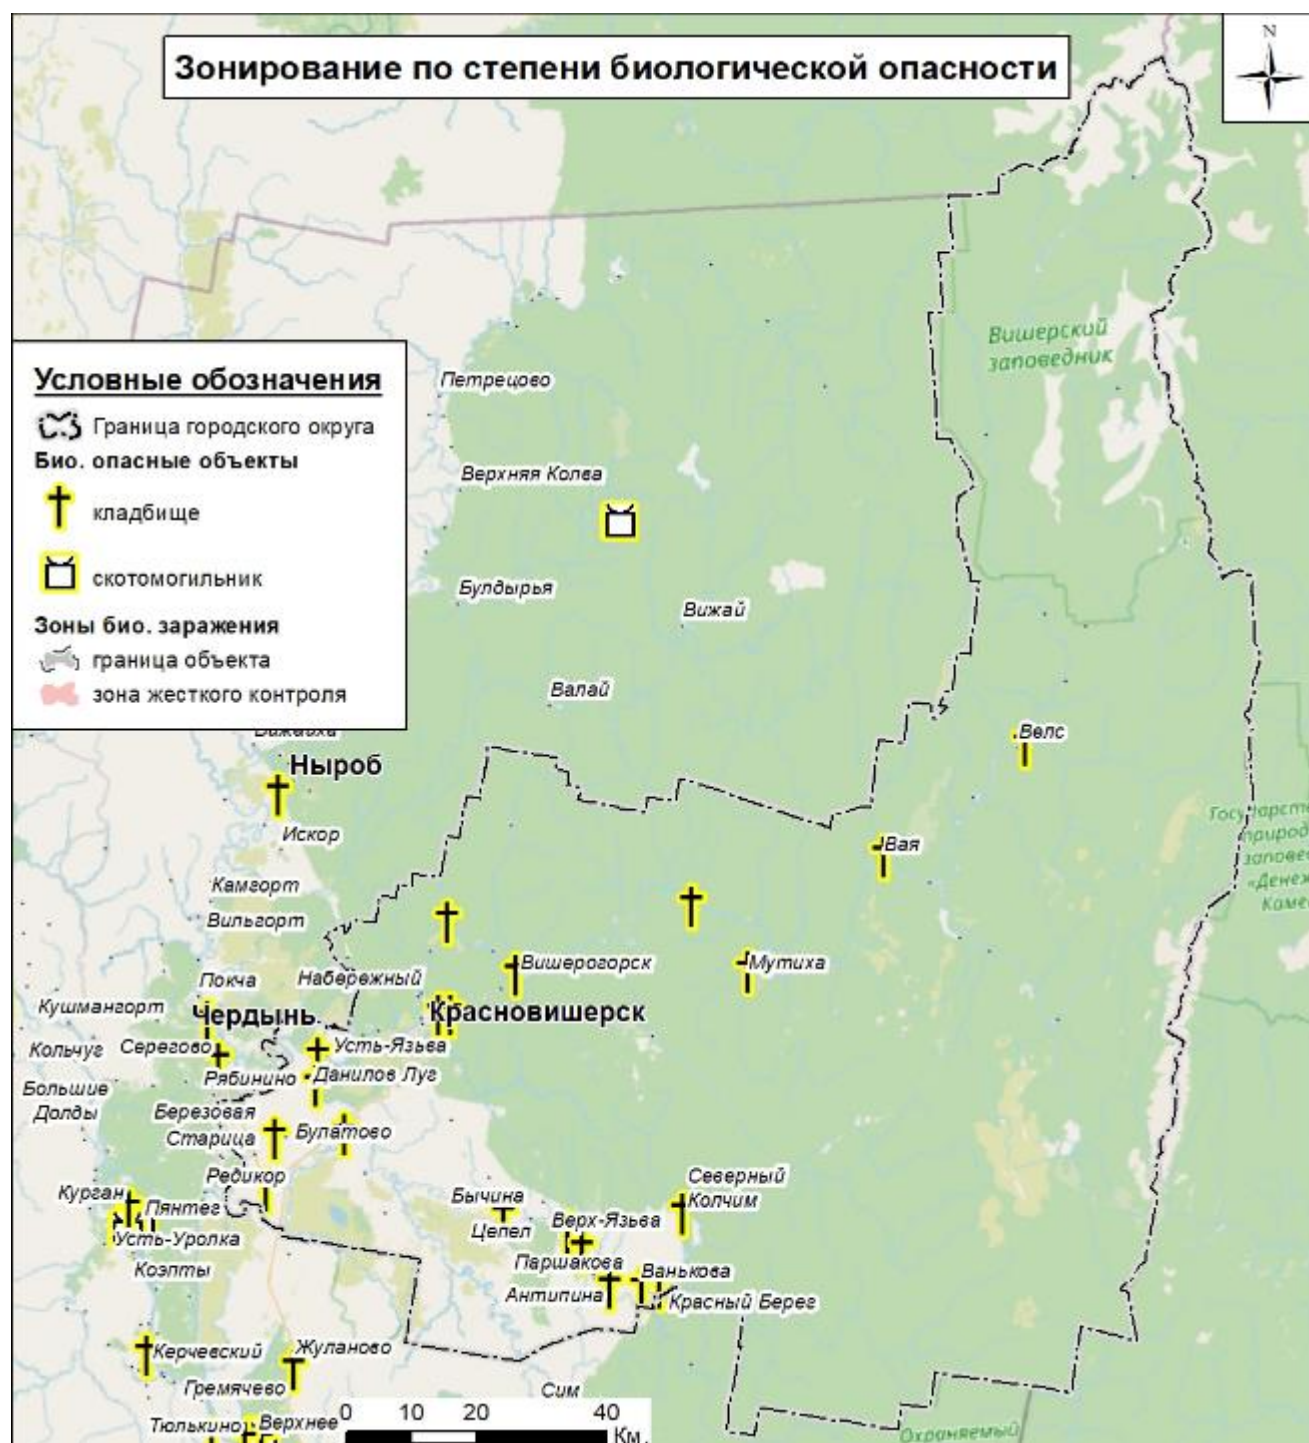 Зонирование по степени биологической опасности
N
Вишерский
заповедник
Условные обозначения
Граница городского округа
Био. опасные объекты
кладбище
скотомогильник
Зоны био. заражения
граница объекта
зона жесткого контроля
Петрецово
Верхняя Колва
Булдырья
Вижай
Валай
Велс
Ныроб
Искор
Вая
Камгорт
Вильгорт
Покча
Набережный
Вишерогорск
Мутиха
Кушмангорт
Чердынь
Красновишерск
Кольчуг
Серегово
Усть-Язьва
Рябинино
Данилов Луг
Большие
Долды
Березовая
Старица
Булатово
Редикор
Курган
Пянтег
Усть-Уролка
Коэпты
Бычина
Цепел
Верх-Язьва
Северный
Колчим
Паршакова
Антипина
Ванькова
Красный Берег
Керчевский
Жуланово
Гремячево
Сим
Тюлькино
Верхнее
0 10 20 40
Км.
Охраняемый